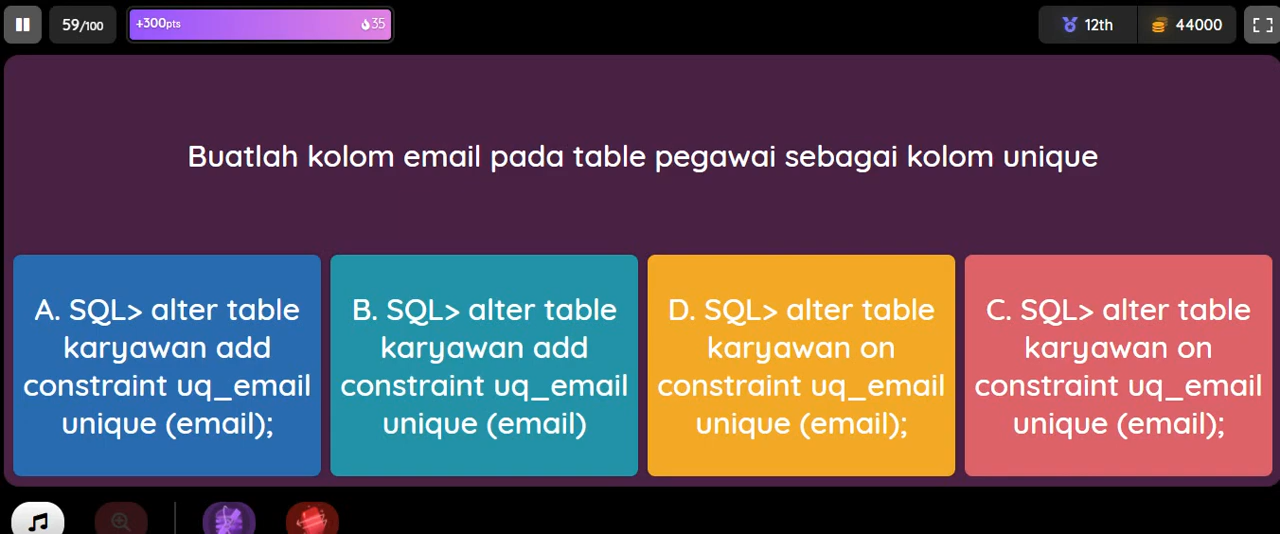 59/100
+300pts
35
12th
44000
Buatlah kolom email pada table pegawai sebagai kolom unique
A. SQL> alter table
karyawan add
constraint uq_email
unique (email);
B. SQL> alter table
karyawan add
constraint uq_email
unique (email)
D. SQL> alter table
karyawan on
constraint uq_email
unique (email);
C. SQL> alter table
karyawan on
constraint uq_email
unique (email);